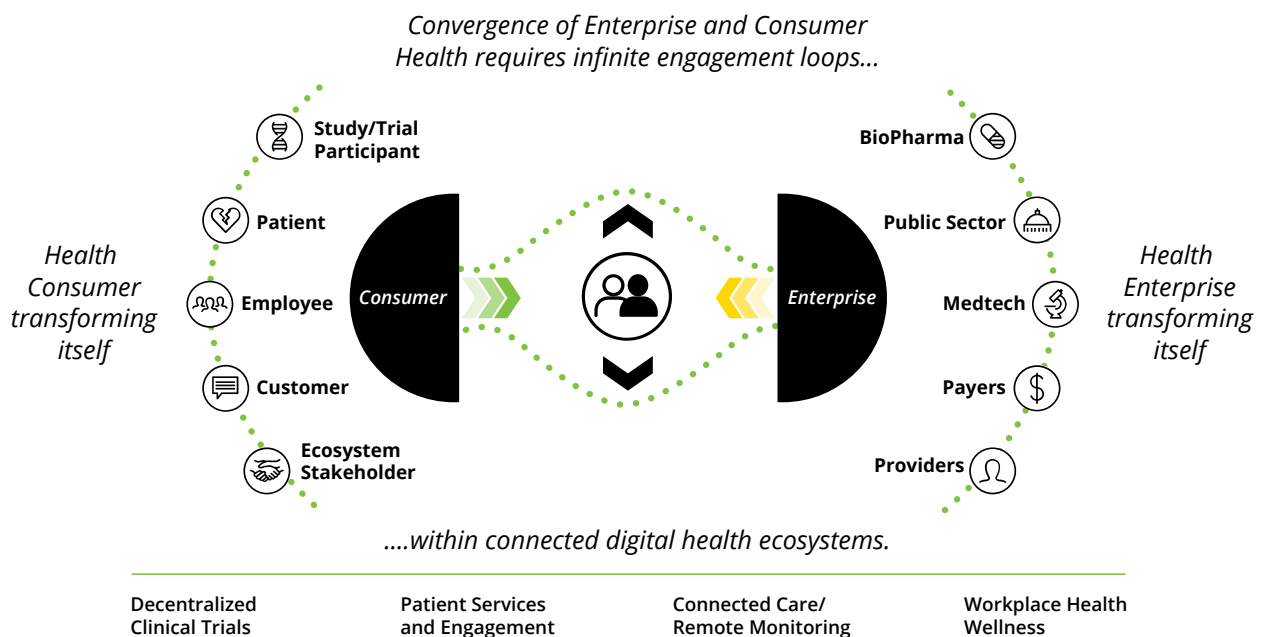 Convergence of Enterprise and Consumer
Health requires infinite engagement loops...
Study/Trial
Participant
Patient
Employee
Customer
Ecosystem
Stakeholder
Health
Consumer
transforming
itself
Consumer
Enterprise
BioPharma
Public Sector
Medtech
Payers
Providers
Health
Enterprise
transforming
itself
....within connected digital health ecosystems.
Decentralized
Clinical Trials
Patient Services
and Engagement
Connected Care/
Remote Monitoring
Workplace Health
Wellness